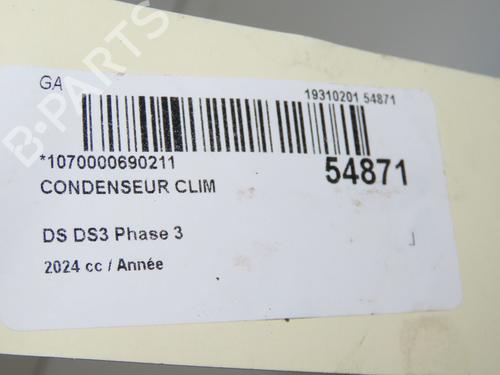 B-PARTS
GA
19310201 54871
*1070000690211
54871
CONDENSEUR CLIM
DS DS3 Phase 3
2024 cc / Année